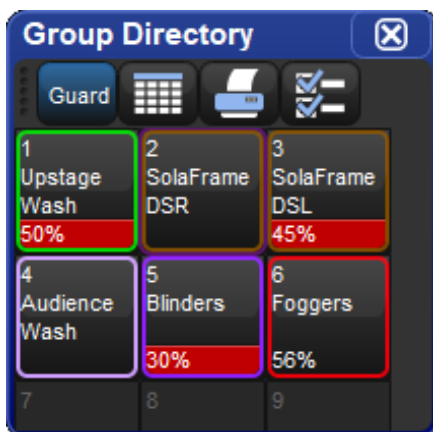 Group Directory
Guard
1
Upstage
Wash
50%
2
SolaFrame
DSR
3
SolaFrame
DSL
45%
4
Audience
Wash
5
Blinders
30%
6
Foggers
56%
7
8
9